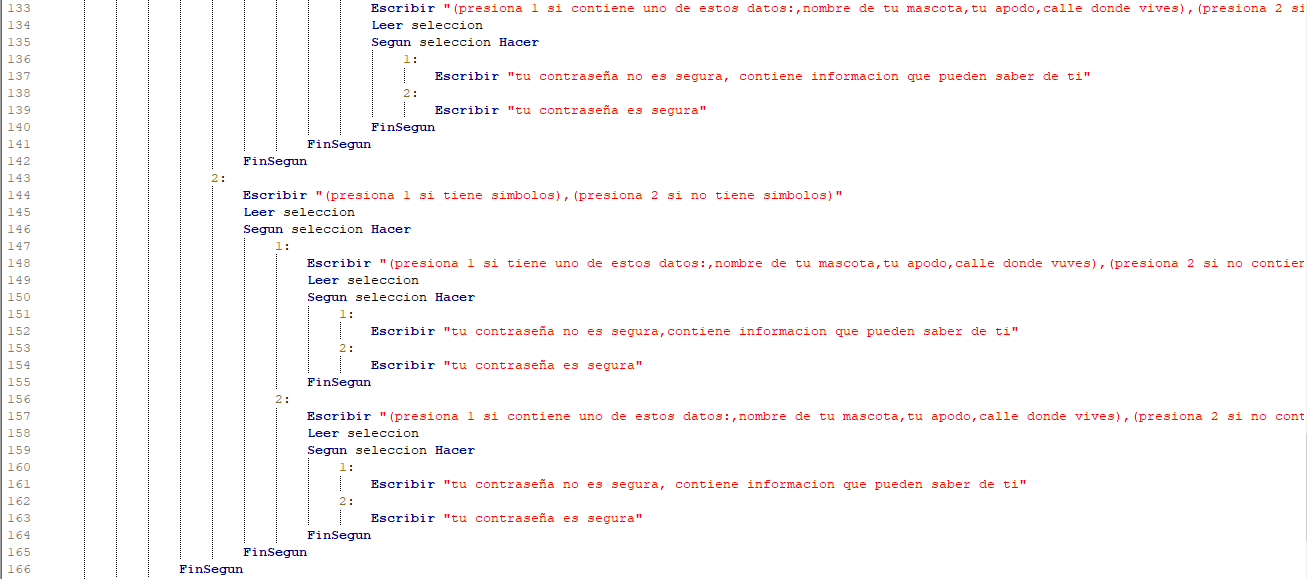 133 Escribir "(presiona 1 si contiene uno de estos datos:,nombre de tu mascota,tu apodo,calle donde vives),(presiona 2 si
134 Leer seleccion
135 Segun seleccion Hacer
136 1:
137 Escribir "tu contraseña no es segura, contiene informacion que pueden saber de ti"
138 2:
139 Escribir "tu contraseña es segura"
140 FinSegun
141 FinSegun
142 FinSegun
143 2:
144 Escribir "(presiona 1 si tiene simbolos),(presiona 2 si no tiene simbolos)"
145 Leer seleccion
146 Segun seleccion Hacer
147 1:
148 Escribir "(presiona 1 si tiene uno de estos datos:,nombre de tu mascota,tu apodo,calle donde vuves),(presiona 2 si no contier
149 Leer seleccion
150 Segun seleccion Hacer
151 1:
152 Escribir "tu contraseña no es segura,contiene informacion que pueden saber de ti"
153 2:
154 Escribir "tu contraseña es segura"
155 FinSegun
156 2:
157 Escribir "(presiona 1 si contiene uno de estos datos:,nombre de tu mascota,tu apodo,calle donde vives),(presiona 2 si no cont
158 Leer seleccion
159 Segun seleccion Hacer
160 1:
161 Escribir "tu contraseña no es segura, contiene informacion que pueden saber de ti"
162 2:
163 Escribir "tu contraseña es segura"
164 FinSegun
165 FinSegun
166 FinSegun